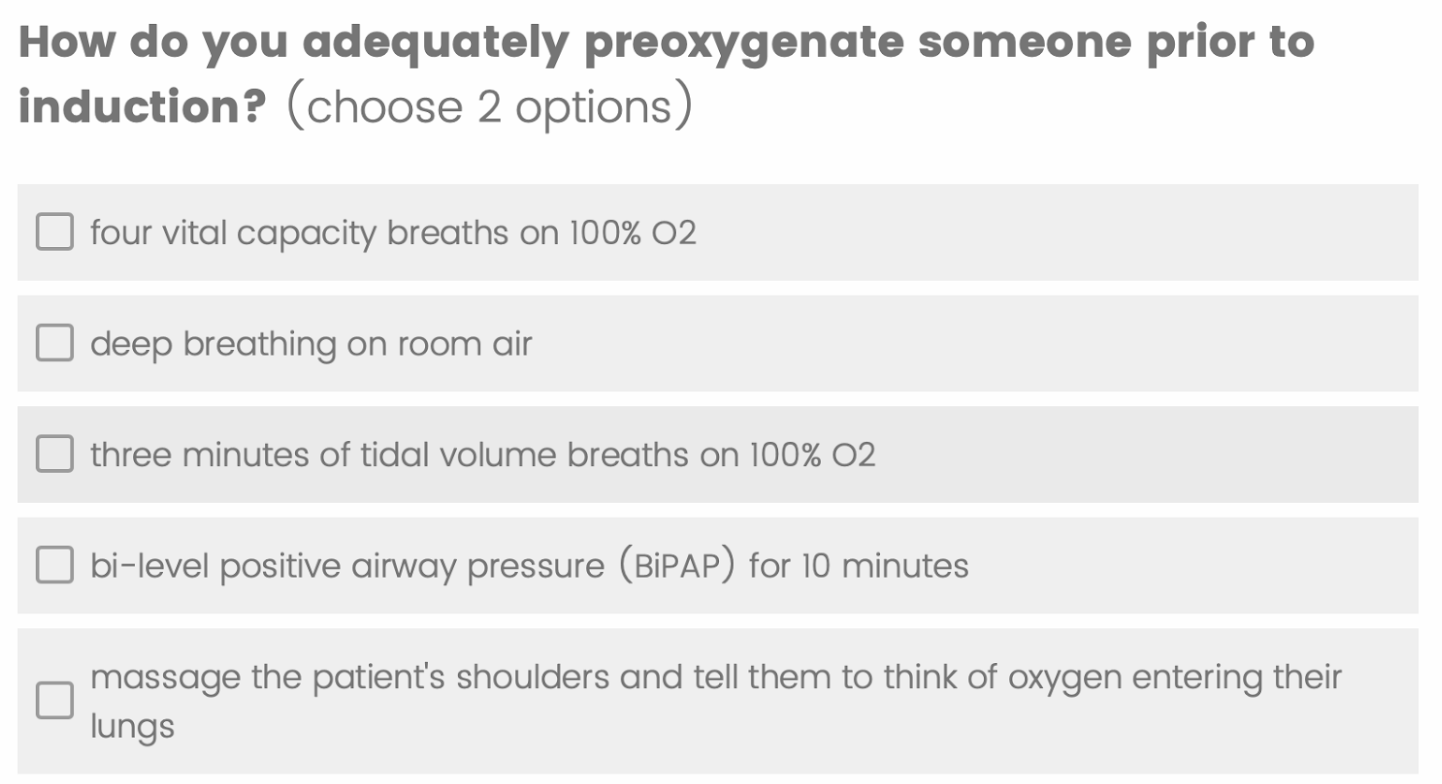 How do you adequately preoxygenate someone prior to
induction? (choose 2 options)
four vital capacity breaths on 100% O2
deep breathing on room air
three minutes of tidal volume breaths on 100% O2
bi-level positive airway pressure (BiPAP) for 10 minutes
massage the patient's shoulders and tell them to think of oxygen entering their
lungs